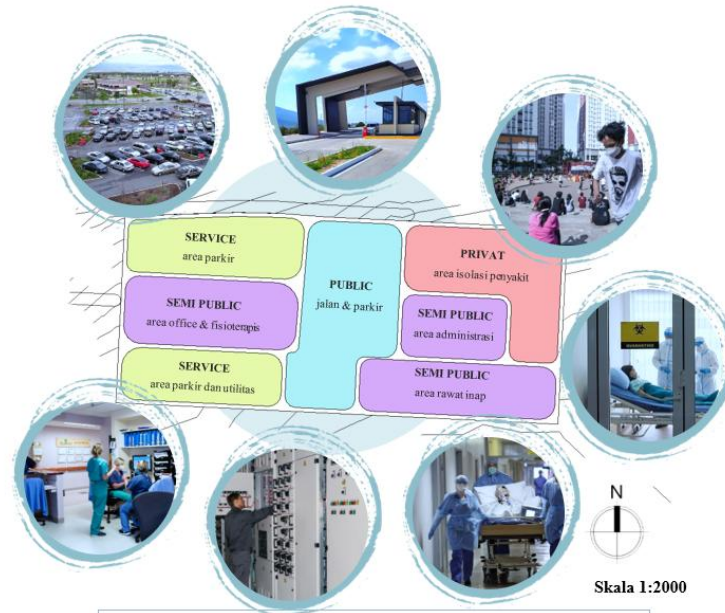 SERVICE
area parkir
PUBLIC
jalan & parkir
PRIVAT
area isolasi penyakit
SEMI PUBLIC
area office & fisioterapis
SEMI PUBLIC
area administrasi
SERVICE
area parkir dan utilitas
SEMI PUBLIC
area rawat inap
N
Skala 1:2000